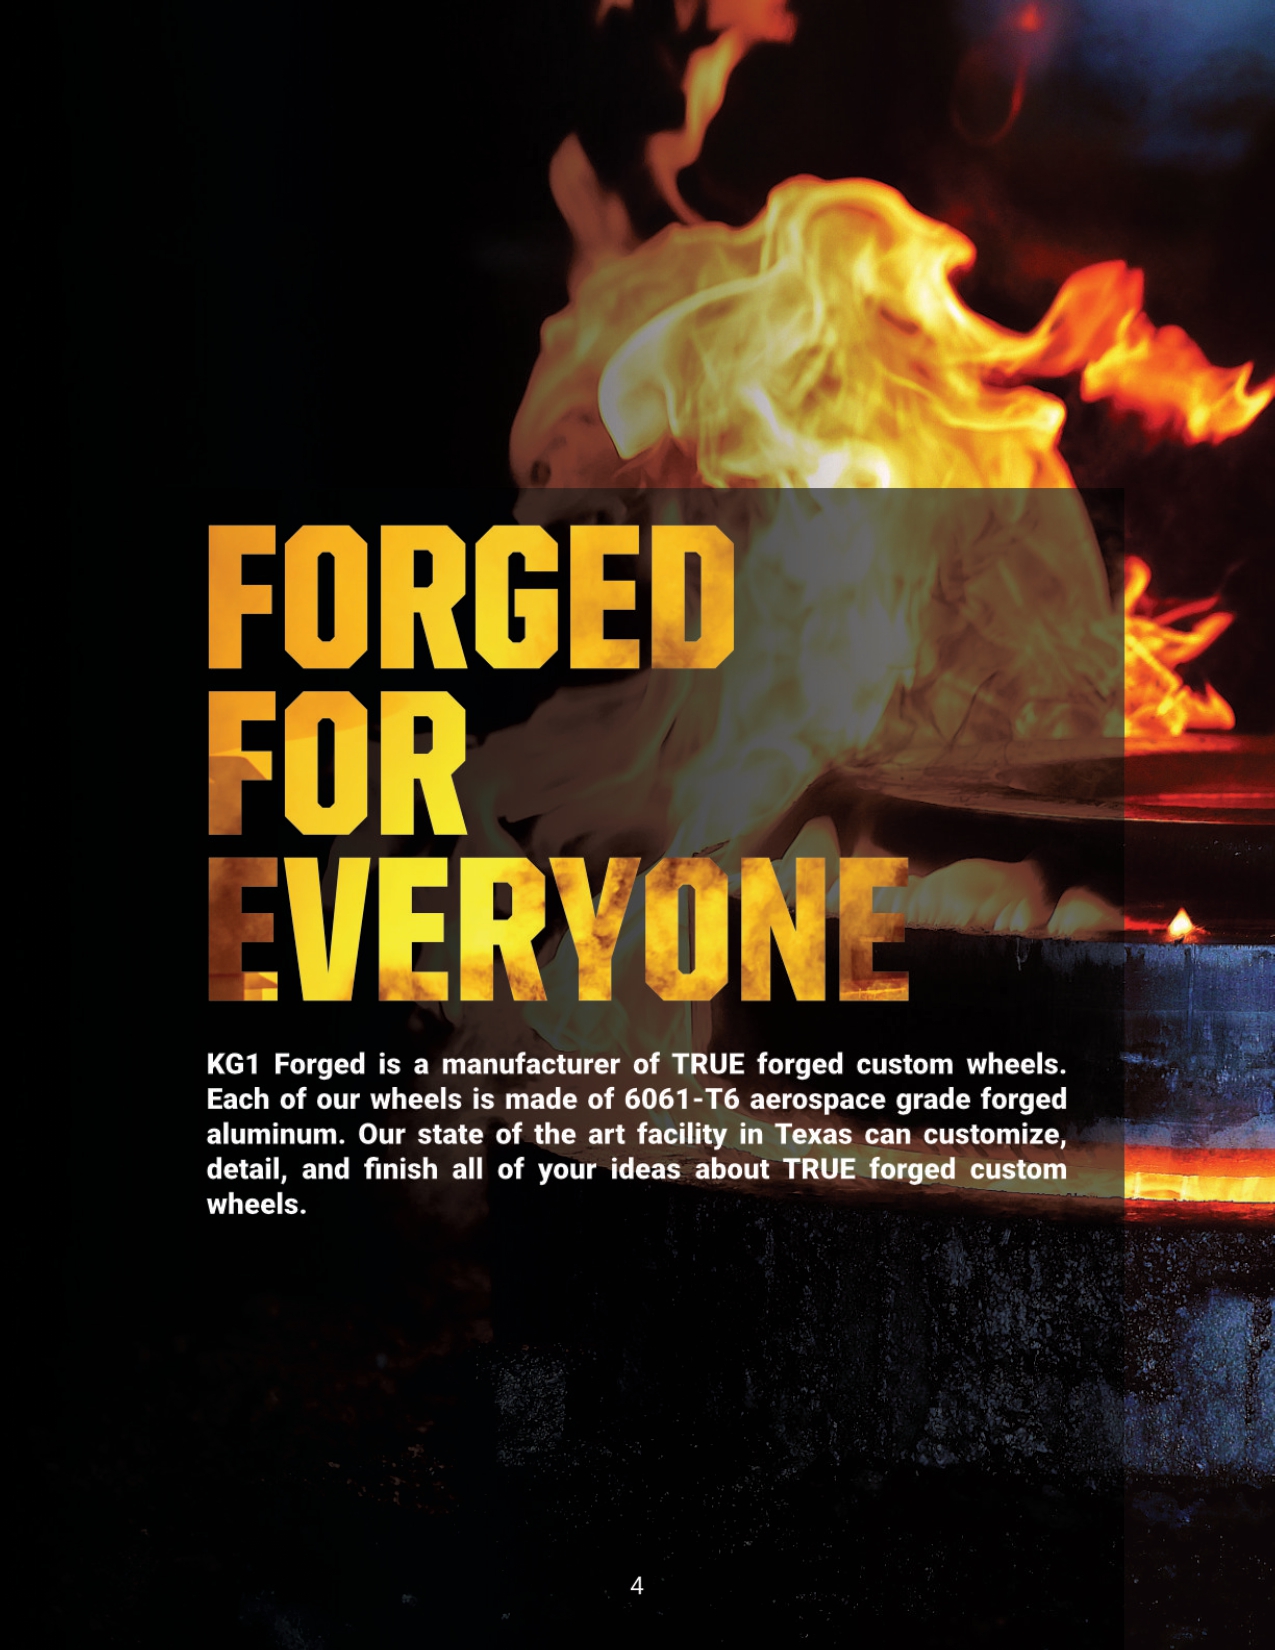 FORGED
FOR
EVERYONE
KG1 Forged is a manufacturer of TRUE forged custom wheels.
Each of our wheels is made of 6061-T6 aerospace grade forged
aluminum. Our state of the art facility in Texas can customize,
detail, and finish all of your ideas about TRUE forged custom
wheels.
4